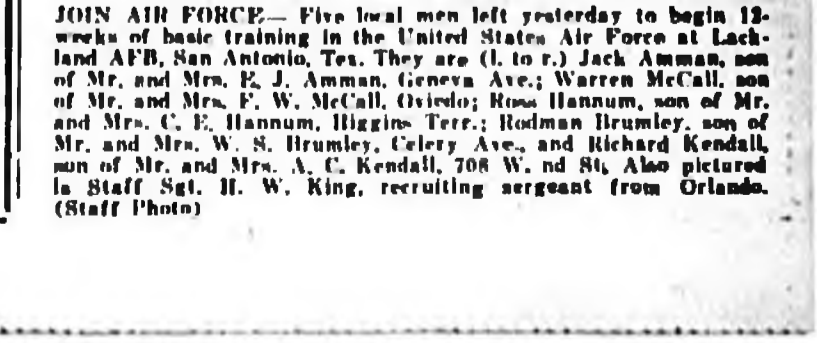 JOIN AIR FORCE— Five local men left yesterday to begin 12-
weeks of basic training in the United States Air Force at Lack-
land AFB, San Antonio, Tex. They are (l. to r.) Jack Amman, son
of Mr. and Mrs. E. J. Amman, Geneva Ave.; Warren McCall, son
of Mr. and Mrs. F. W. McCall, Oviedo; Ross Hannum, son of Mr.
and Mrs. C. E. Hannum, Higgins Terr.; Rodman Brumley, son of
Mr. and Mrs. W. S. Brumley, Celery Ave., and Richard Kendall,
son of Mr. and Mrs. A. C. Kendall, 708 W. nd St. Also pictured
is Staff Sgt. H. W. King, recruiting sergeant from Orlando.
(Staff Photo)